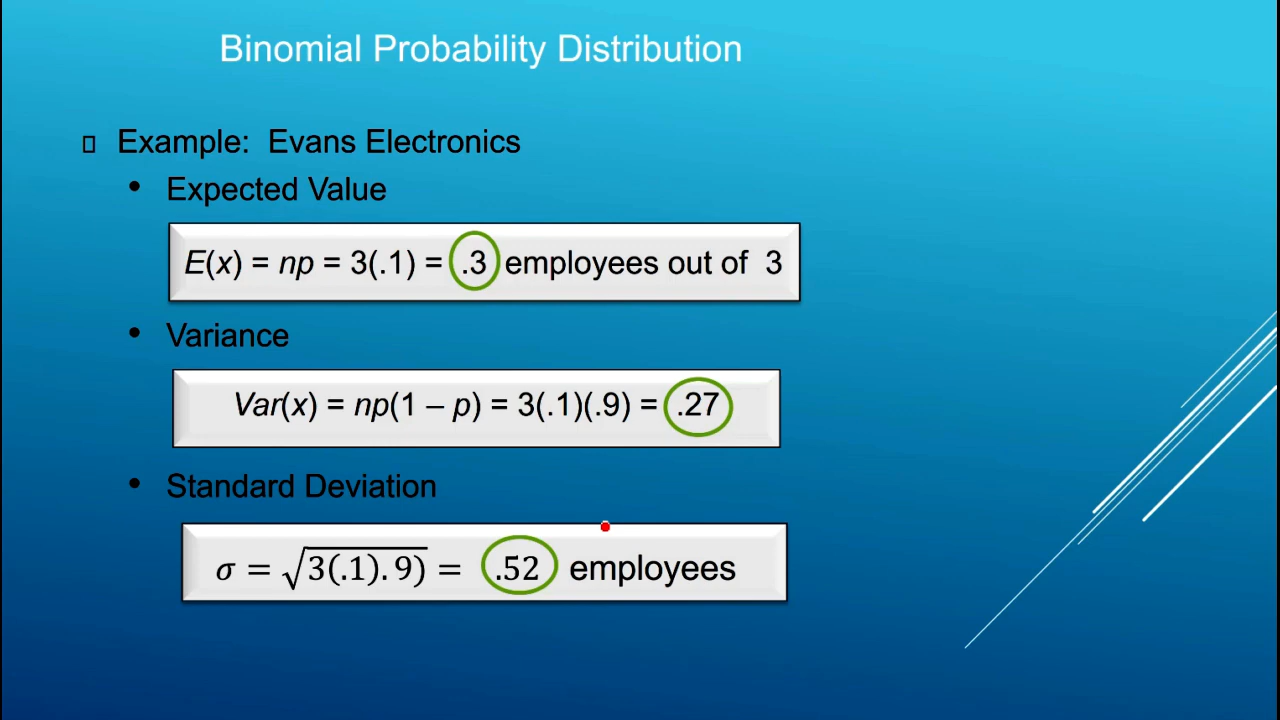 Binomial Probability Distribution
Example: Evans Electronics
• Expected Value
E(x) = np = 3(.1) = .3 employees out of 3
• Variance
Var(x) = np(1 – p) = 3(.1)(.9) = .27
• Standard Deviation
σ = √3(.1).9) = .52 employees